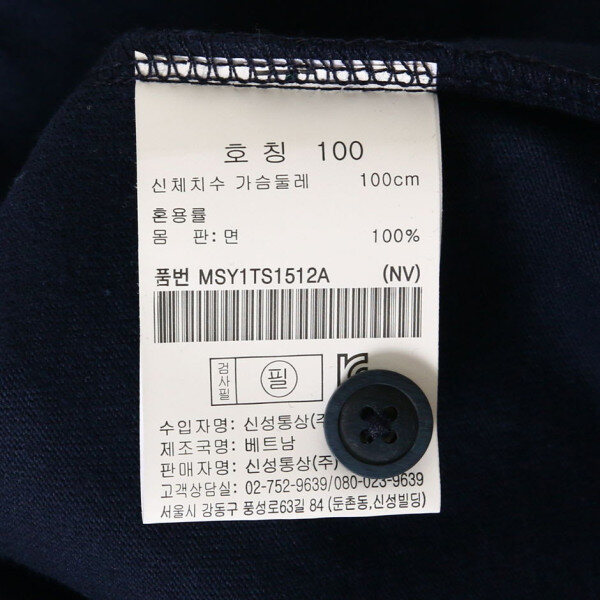 호 칭 100
신체치수 가슴둘레 100cm
혼용률
몸 판: 면 100%
품번 MSY1TS1512A (NV)
검사필
필
수입자명: 신성통상(주
제조국명: 베트남
판매자명: 신성통상(주)
고객상담실: 02-752-9639/080-023-9639
서울시 강동구 풍성로63길 84 (둔촌동,신성빌딩)